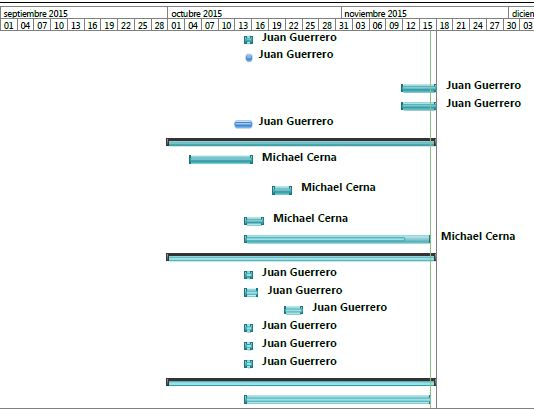 septiembre 2015 octubre 2015 noviembre 2015 diciem
01 04 07 10 13 16 19 22 25 28 01 04 07 10 13 16 19 22 25 28 31 03 06 09 12 15 18 21 24 27 30 03
Juan Guerrero
Juan Guerrero
Juan Guerrero
Juan Guerrero
Juan Guerrero
Michael Cerna
Michael Cerna
Michael Cerna
Michael Cerna
Juan Guerrero
Juan Guerrero
Juan Guerrero
Juan Guerrero
Juan Guerrero
Juan Guerrero